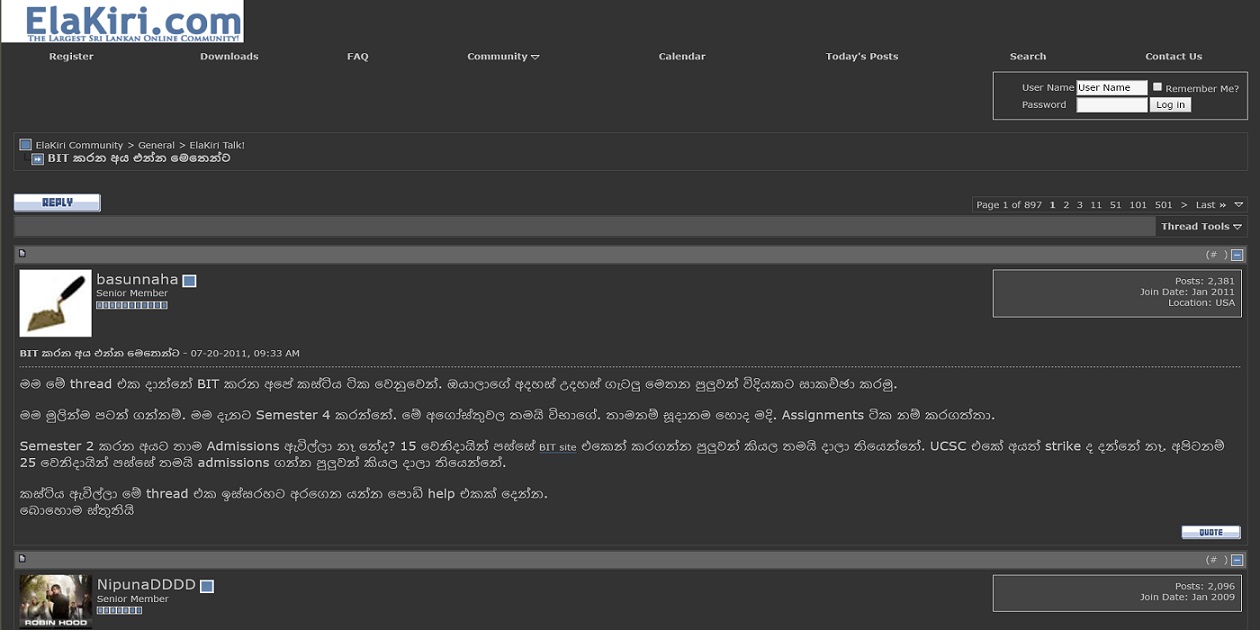 ElaKiri.com
THE LARGEST SRI LANKAN ONLINE COMMUNITY!
Register Downloads FAQ Community Calendar Today's Posts Search Contact Us
User Name User Name Remember Me?
Password Log in
ElaKiri Community > General > ElaKiri Talk!
BIT කරන අය එන්න මෙතෙන්ට
REPLY
Page 1 of 897 1 2 3 11 51 101 501 > Last »
Thread Tools
(# )
basunnaha
Senior Member
Posts: 2,381
Join Date: Jan 2011
Location: USA
BIT කරන අය එන්න මෙතෙන්ට - 07-20-2011, 09:33 AM
මම මේ thread එක දාන්නේ BIT කරන අපේ කස්ටිය ටික වෙනුවෙන්. ඔයාලාගේ අදහස් උදහස් ගැටලු මෙතන පුලුවන් විදියකට සාකච්ඡා කරමු.
මම මුලින්ම පටන් ගන්නම්. මම දැනට Semester 4 කරන්නේ. මේ අගෝස්තුවල තමයි විභාගේ. තාමනම් සූදානම හොද මදි. Assignments ටික නම් කරගත්තා.
Semester 2 කරන අයට තාම Admissions ඇවිල්ලා නෑ නේද? 15 වෙනිදායින් පස්සේ BIT site එකෙන් කරගන්න පුලුවන් කියල තමයි දාලා තියෙන්නේ. UCSC එකේ අයත් strike ද දන්නේ නෑ. අපිටනම්
25 වෙනිදායින් පස්සේ තමයි admissions ගන්න පුලුවන් කියල දාලා තියෙන්නේ.
කස්ටිය ඇවිල්ලා මේ thread එක ඉස්සරහට අරගෙන යන්න පොඩි help එකක් දෙන්න.
බොහොම ස්තුතියි
QUOTE
(# )
NipunaDDDD
Senior Member
ROBIN HOOD
Posts: 2,096
Join Date: Jan 2009